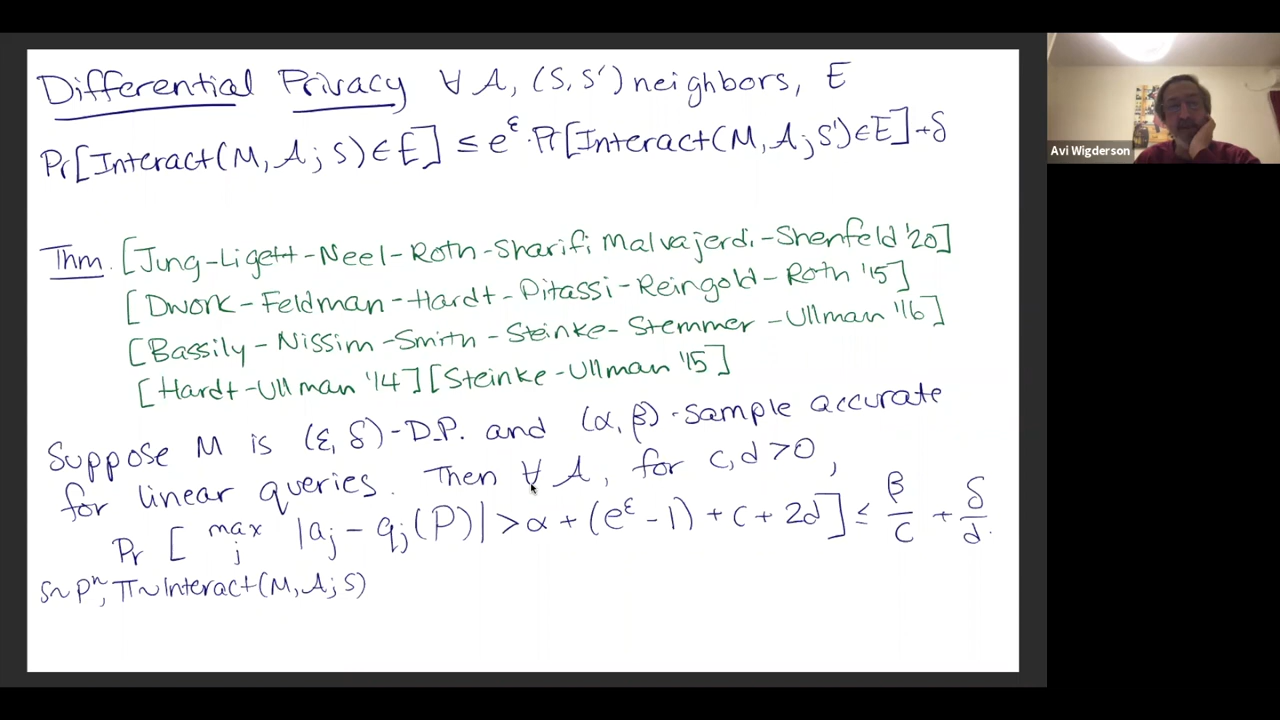 Differential Privacy ∀ A, (S, S') neighbors, E
Pr[Interact(M, A; S) ∈ E] ≤ e^ε · Pr[Interact(M, A; S') ∈ E] + δ
Thm. [Jung-Ligett-Neel-Roth-Sharifi Malvajerdi-Shenfeld '20]
[Dwork-Feldman-Hardt-Pitassi-Reingold-Roth '15]
[Bassily-Nissim-Smith-Steinke-Stemmer-Ullman '16]
[Hardt-Ullman '14] [Steinke-Ullman '15]
Suppose M is (ε, δ)-D.P. and (α, β)-sample accurate
for linear queries. Then ∀ A, for c, d > 0,
Pr [ max_j |a_j - q_j(P)| > α + (e^ε - 1) + c + 2d ] ≤ β/c + δ/d.
S~P^n, Π~Interact(M, A; S)
Avi Wigderson